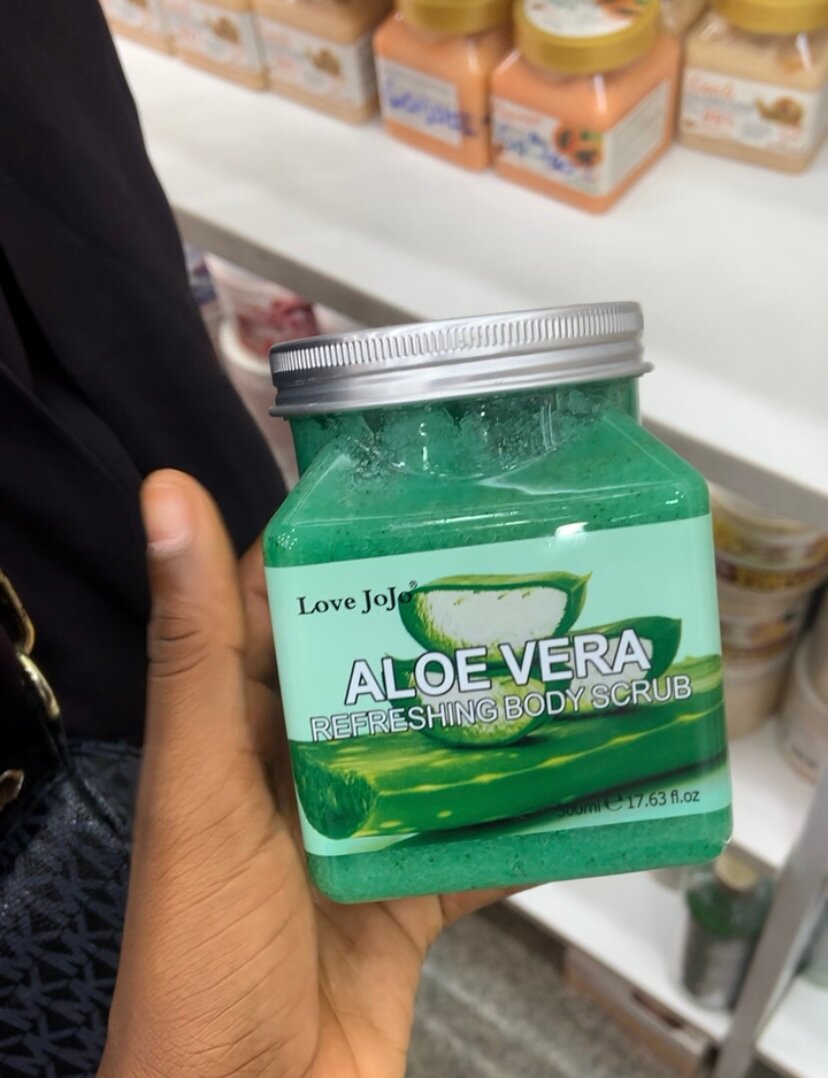 Love JoJo®
ALOE VERA
REFRESHING BODY SCRUB
500ml ℮ 17.63 fl.oz